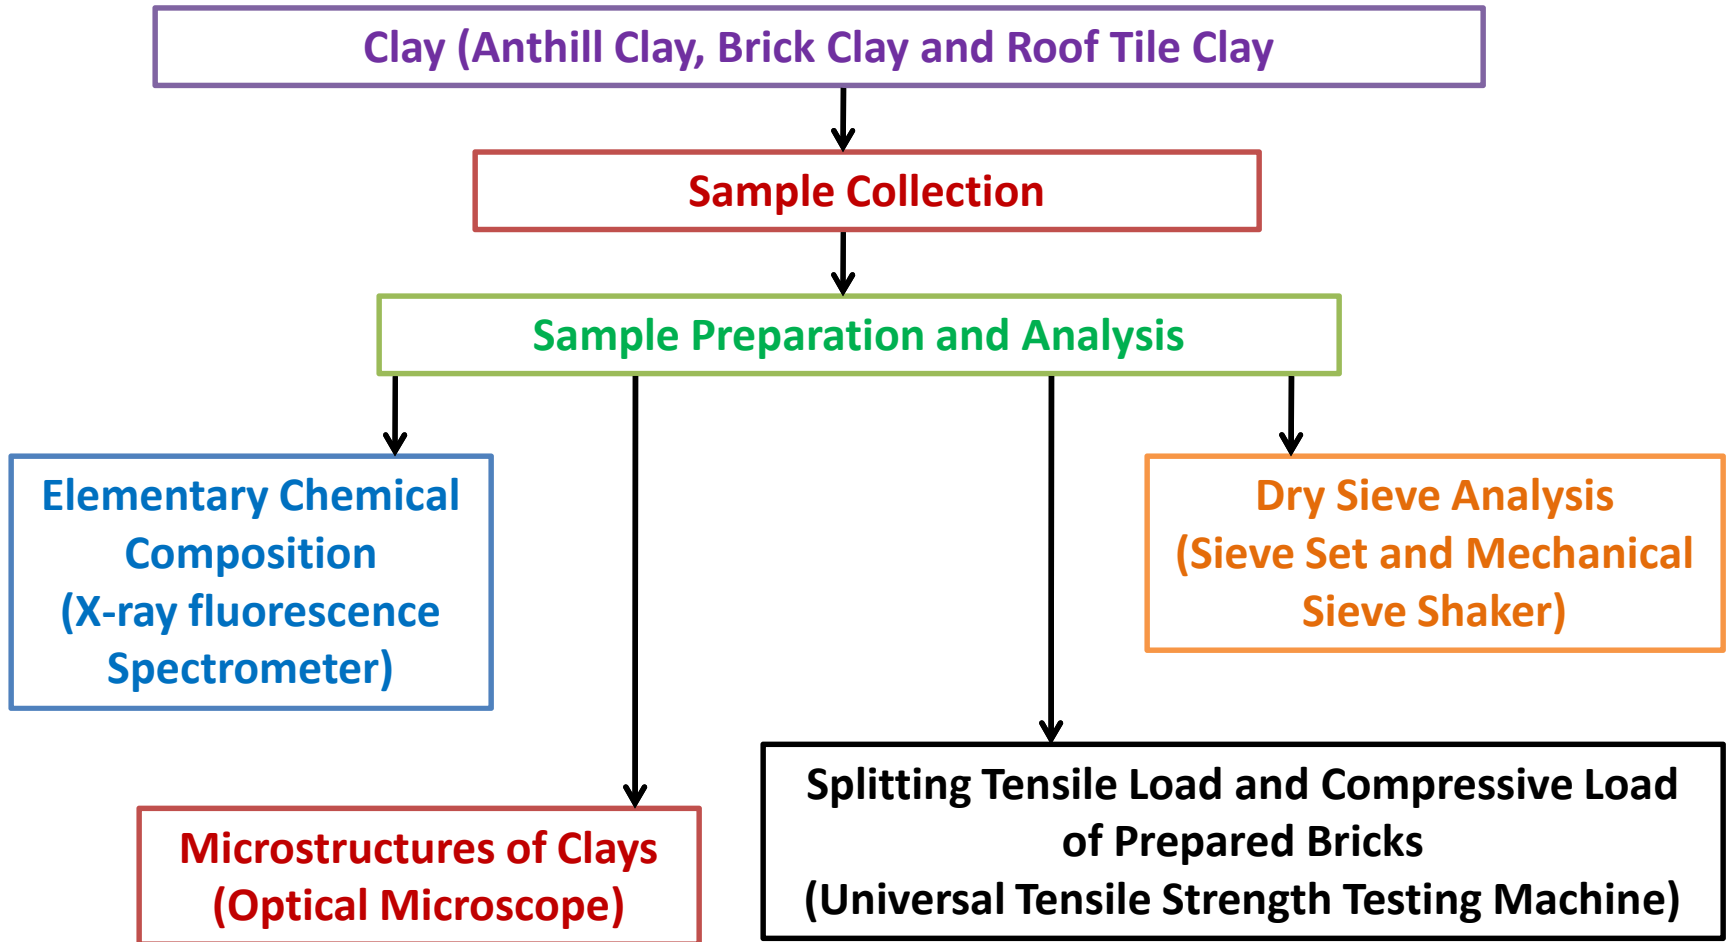 Clay (Anthill Clay, Brick Clay and Roof Tile Clay
Sample Collection
Sample Preparation and Analysis
Elementary Chemical
Composition
(X-ray fluorescence
Spectrometer)
Dry Sieve Analysis
(Sieve Set and Mechanical
Sieve Shaker)
Microstructures of Clays
(Optical Microscope)
Splitting Tensile Load and Compressive Load
of Prepared Bricks
(Universal Tensile Strength Testing Machine)